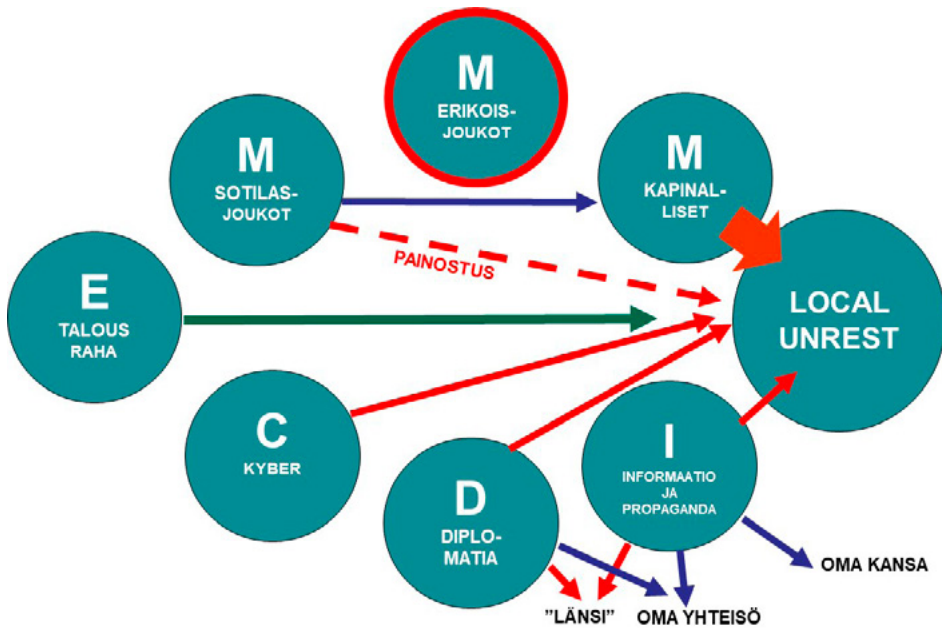 M
ERIKOIS-
JOUKOT
M
SOTILAS-
JOUKOT
M
KAPINAL-
LISET
PAINOSTUS
E
TALOUS
RAHA
LOCAL
UNREST
C
KYBER
I
INFORMAATIO
JA
PROPAGANDA
D
DIPLO-
MATIA
OMA KANSA
"LÄNSI"
OMA YHTEISÖ